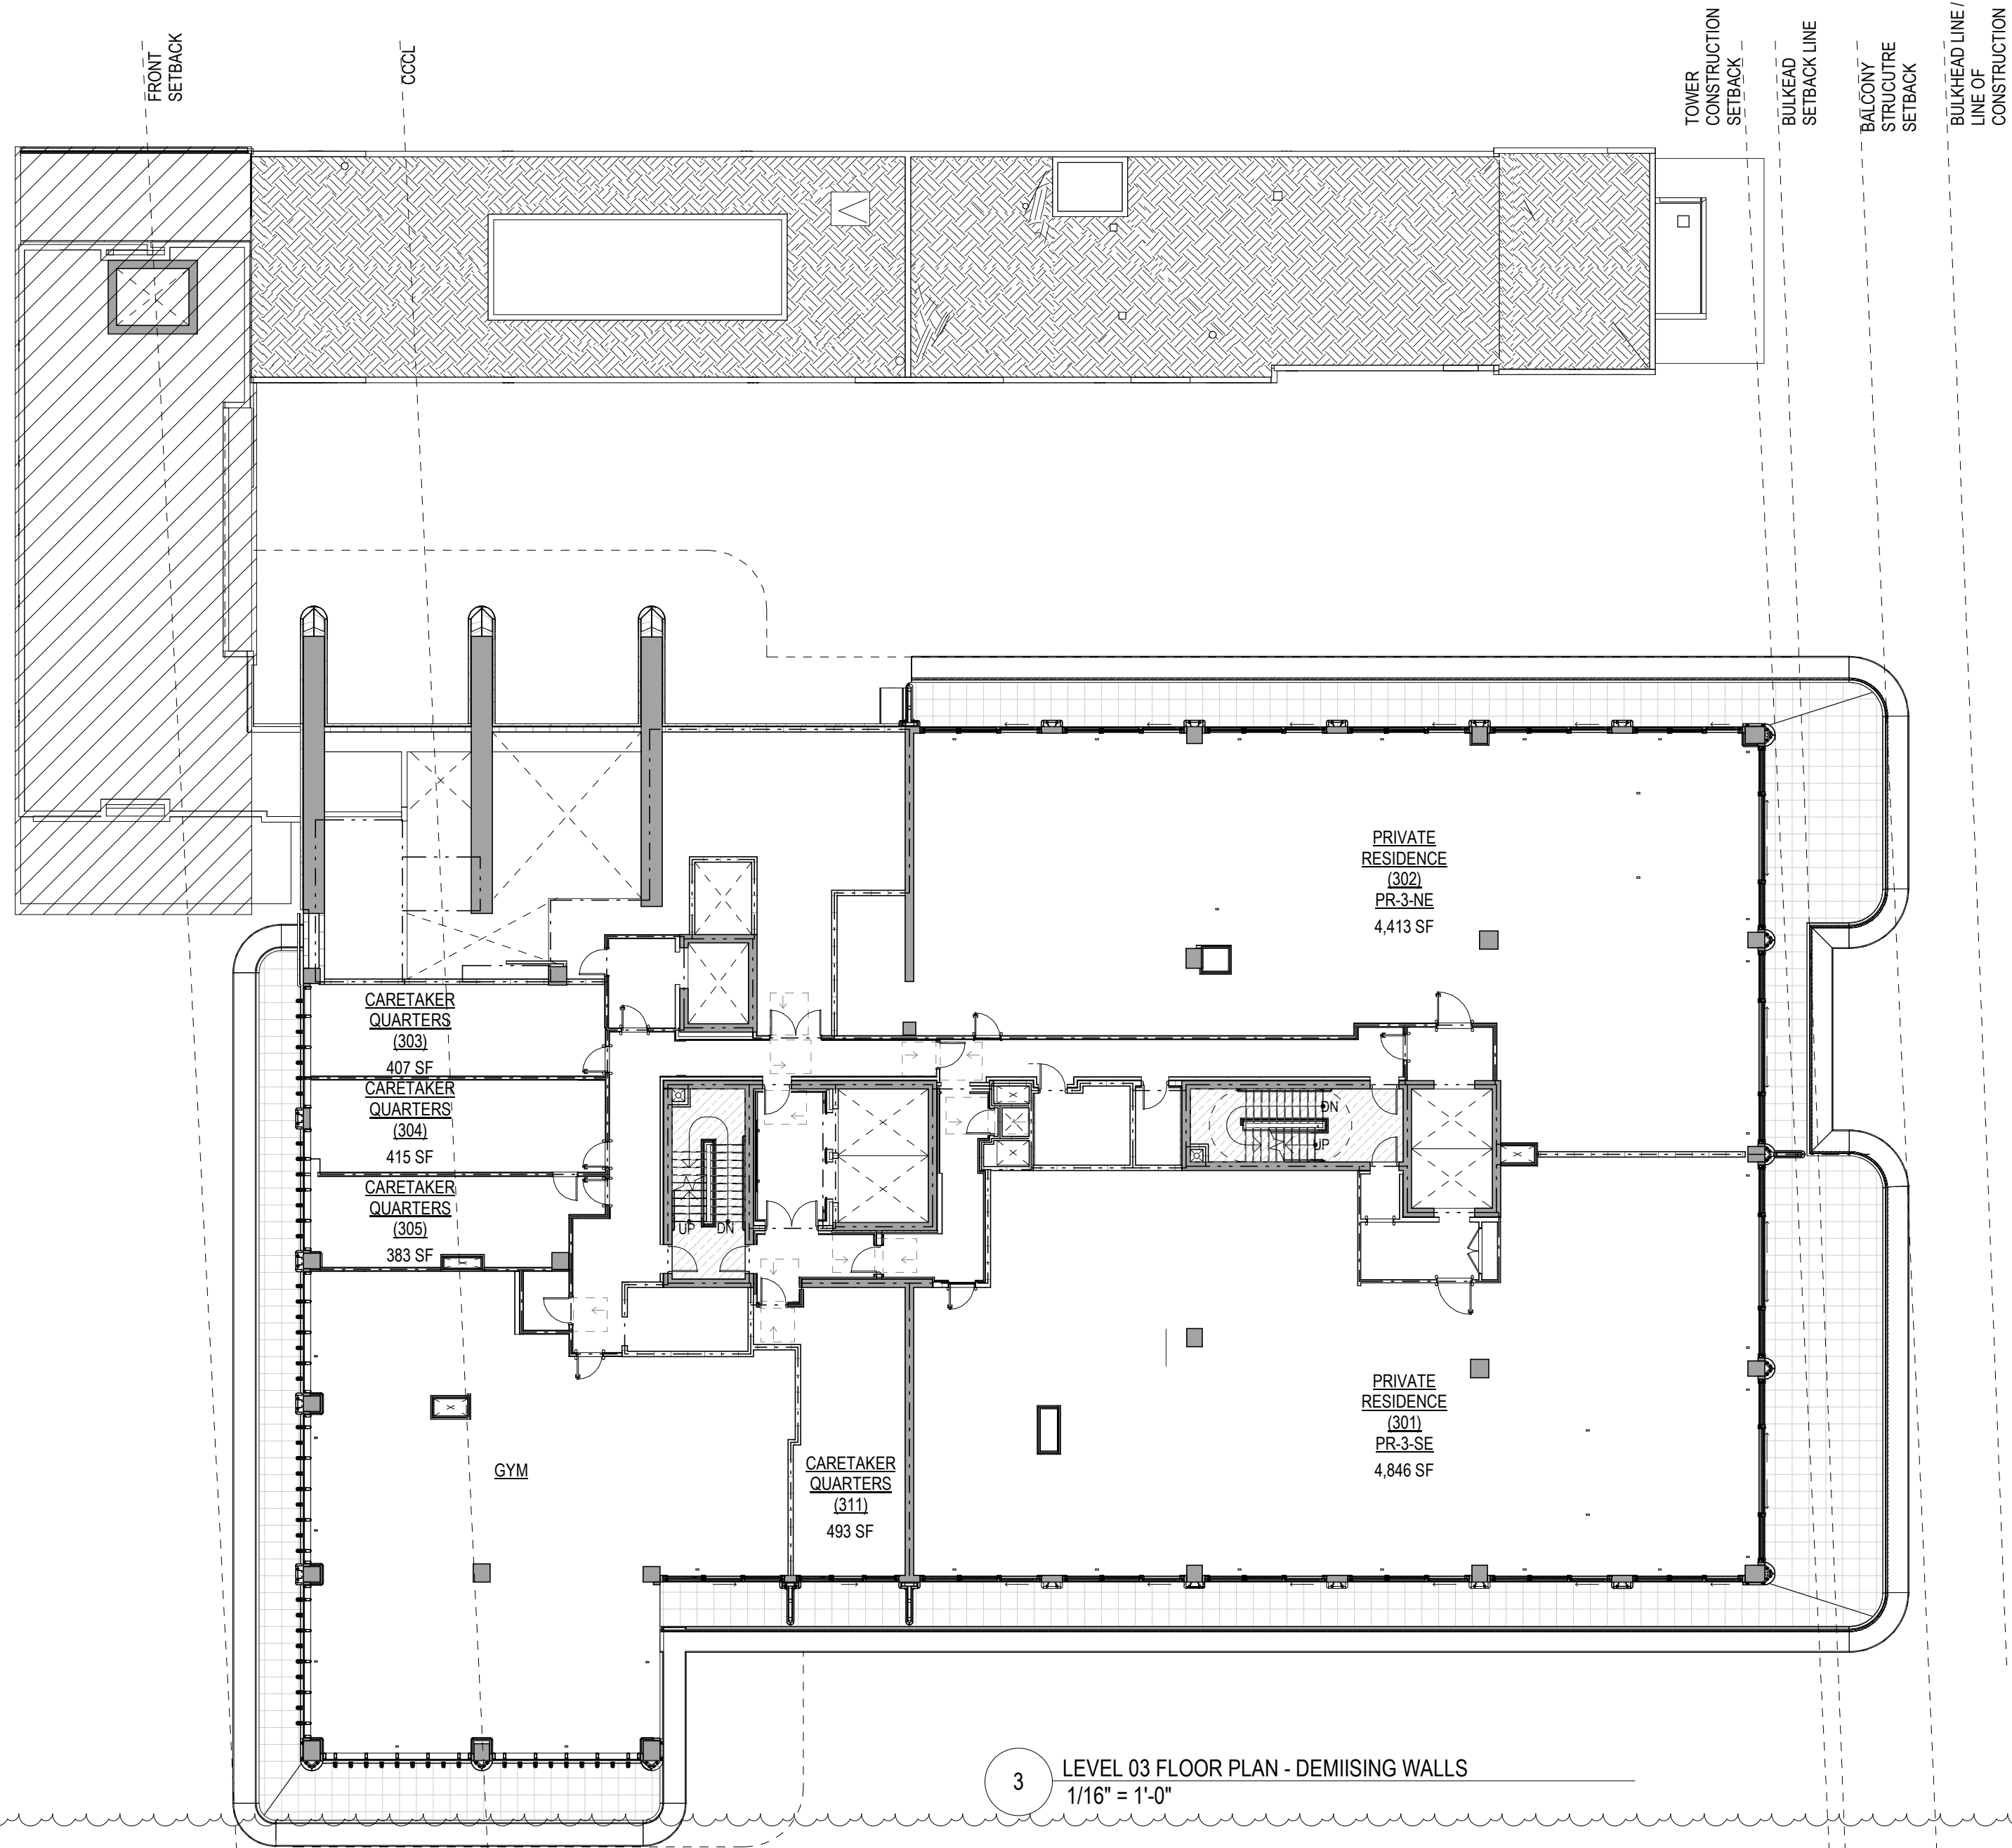 FRONT
SETBACK
CCCL
TOWER
CONSTRUCTION
SETBACK
BULKEAD
SETBACK LINE
BALCONY
STRUCUTRE
SETBACK
BULKHEAD LINE /
LINE OF
CONSTRUCTION
PRIVATE
RESIDENCE
(302)
PR-3-NE
4,413 SF
CARETAKER
QUARTERS
(303)
407 SF
CARETAKER
QUARTERS
(304)
415 SF
CARETAKER
QUARTERS
(305)
383 SF
UP
DN
DN
UP
GYM
CARETAKER
QUARTERS
(311)
493 SF
PRIVATE
RESIDENCE
(301)
PR-3-SE
4,846 SF
3
LEVEL 03 FLOOR PLAN - DEMIISING WALLS
1/16" = 1'-0"